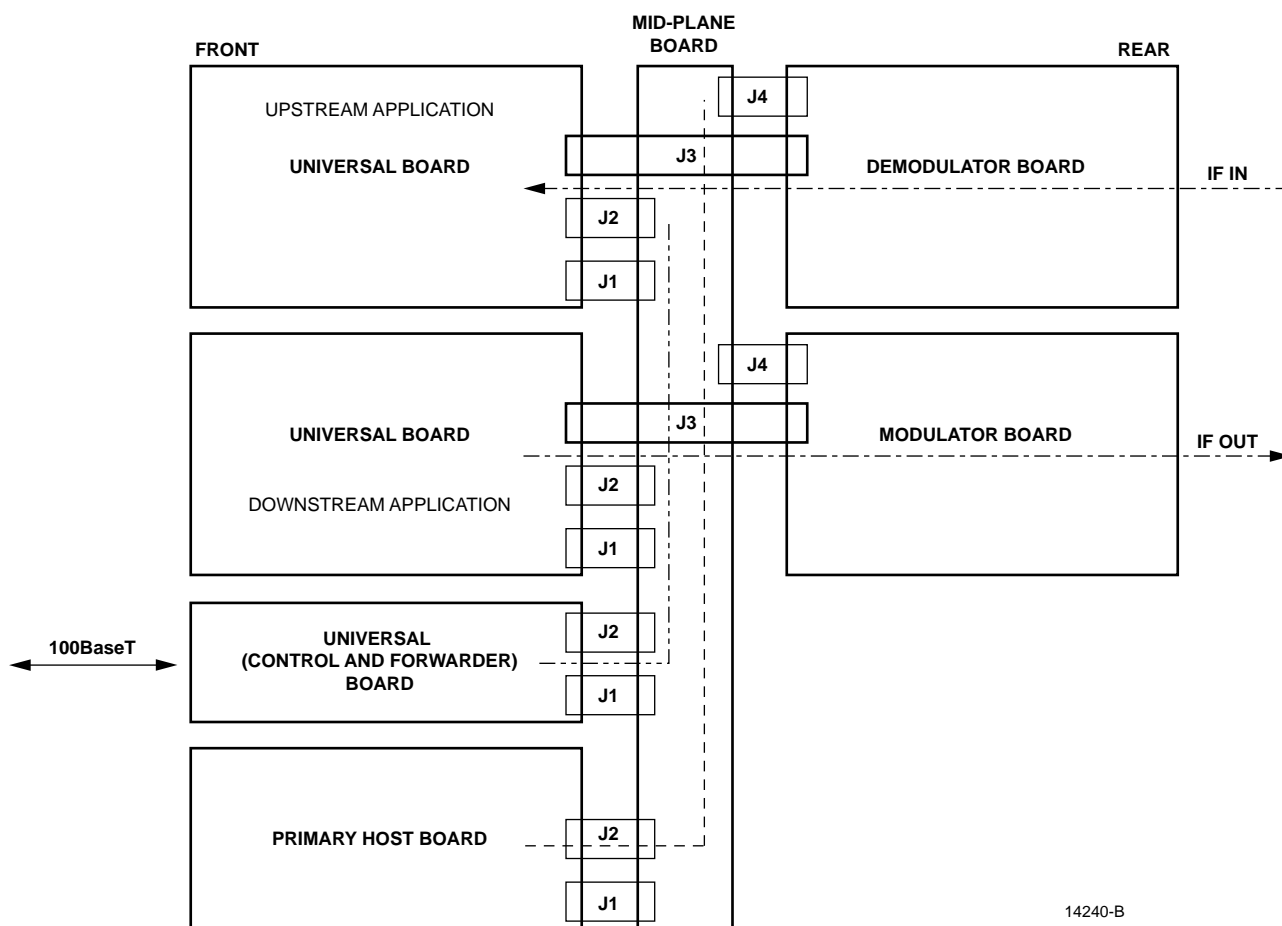 MID-PLANE
BOARD
FRONT
REAR
UPSTREAM APPLICATION
UNIVERSAL BOARD
J4
J3
DEMODULATOR BOARD
IF IN
J2
J1
J4
UNIVERSAL BOARD
J3
MODULATOR BOARD
IF OUT
J2
DOWNSTREAM APPLICATION
J1
100BaseT
UNIVERSAL
(CONTROL AND FORWARDER)
BOARD
J2
J1
PRIMARY HOST BOARD
J2
J1
14240-B